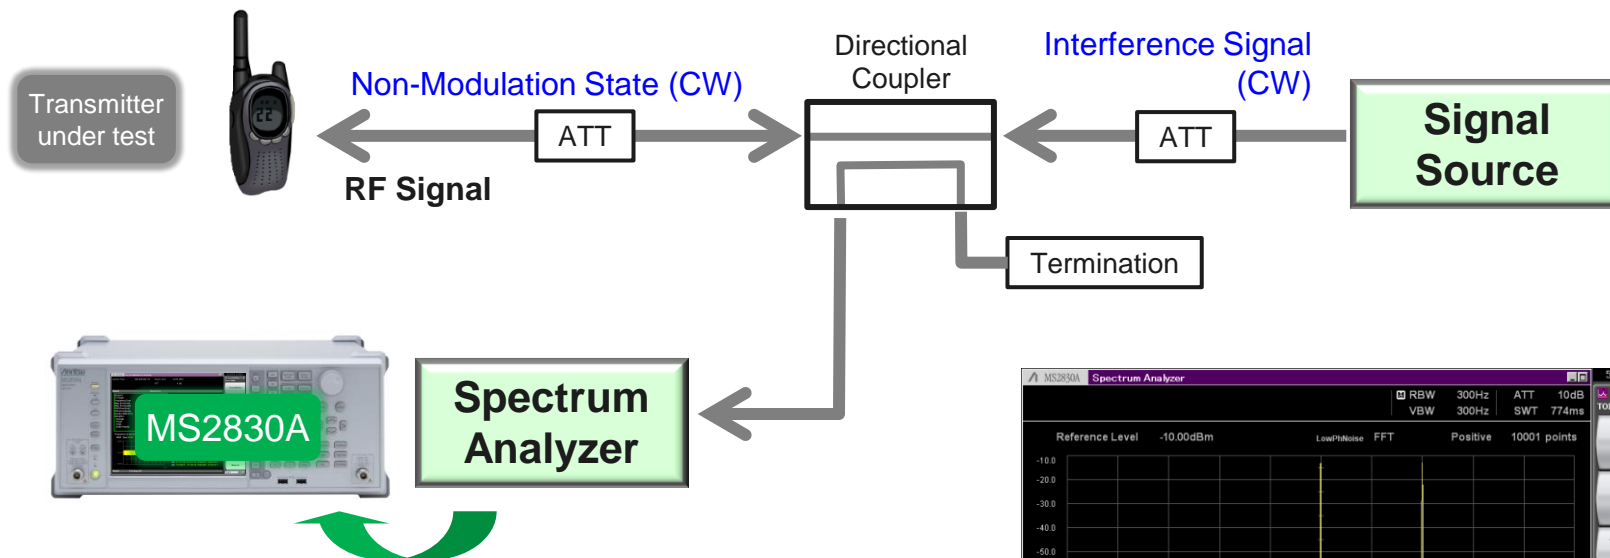 Directional
Coupler
Interference Signal
(CW)
Transmitter
under test
Non-Modulation State (CW)
ATT
ATT
Signal
Source
RF Signal
Termination
Spectrum
Analyzer
MS2830A
MS2830A Spectrum Analyzer
RBW 300Hz ATT 10dB
VBW 300Hz SWT 774ms
Reference Level -10.00dBm LowPhNoise FFT Positive 10001 points
-10.0
-20.0
-30.0
-40.0
-50.0